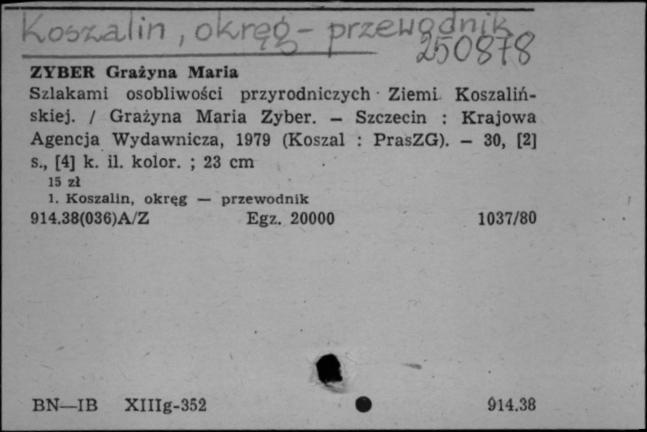 Koszalin, okręg - przewodnik
250878
ZYBER Grażyna Maria
Szlakami osobliwości przyrodniczych Ziemi Koszaliń-
skiej. / Grażyna Maria Zyber. — Szczecin : Krajowa
Agencja Wydawnicza, 1979 (Koszal : PrasZG). — 30, [2]
s., [4] k. il. kolor. ; 23 cm
15 zł
1. Koszalin, okręg — przewodnik
914.38(036)A/Z Egz. 20000 1037/80
BN—IB XIIIg-352 914.38